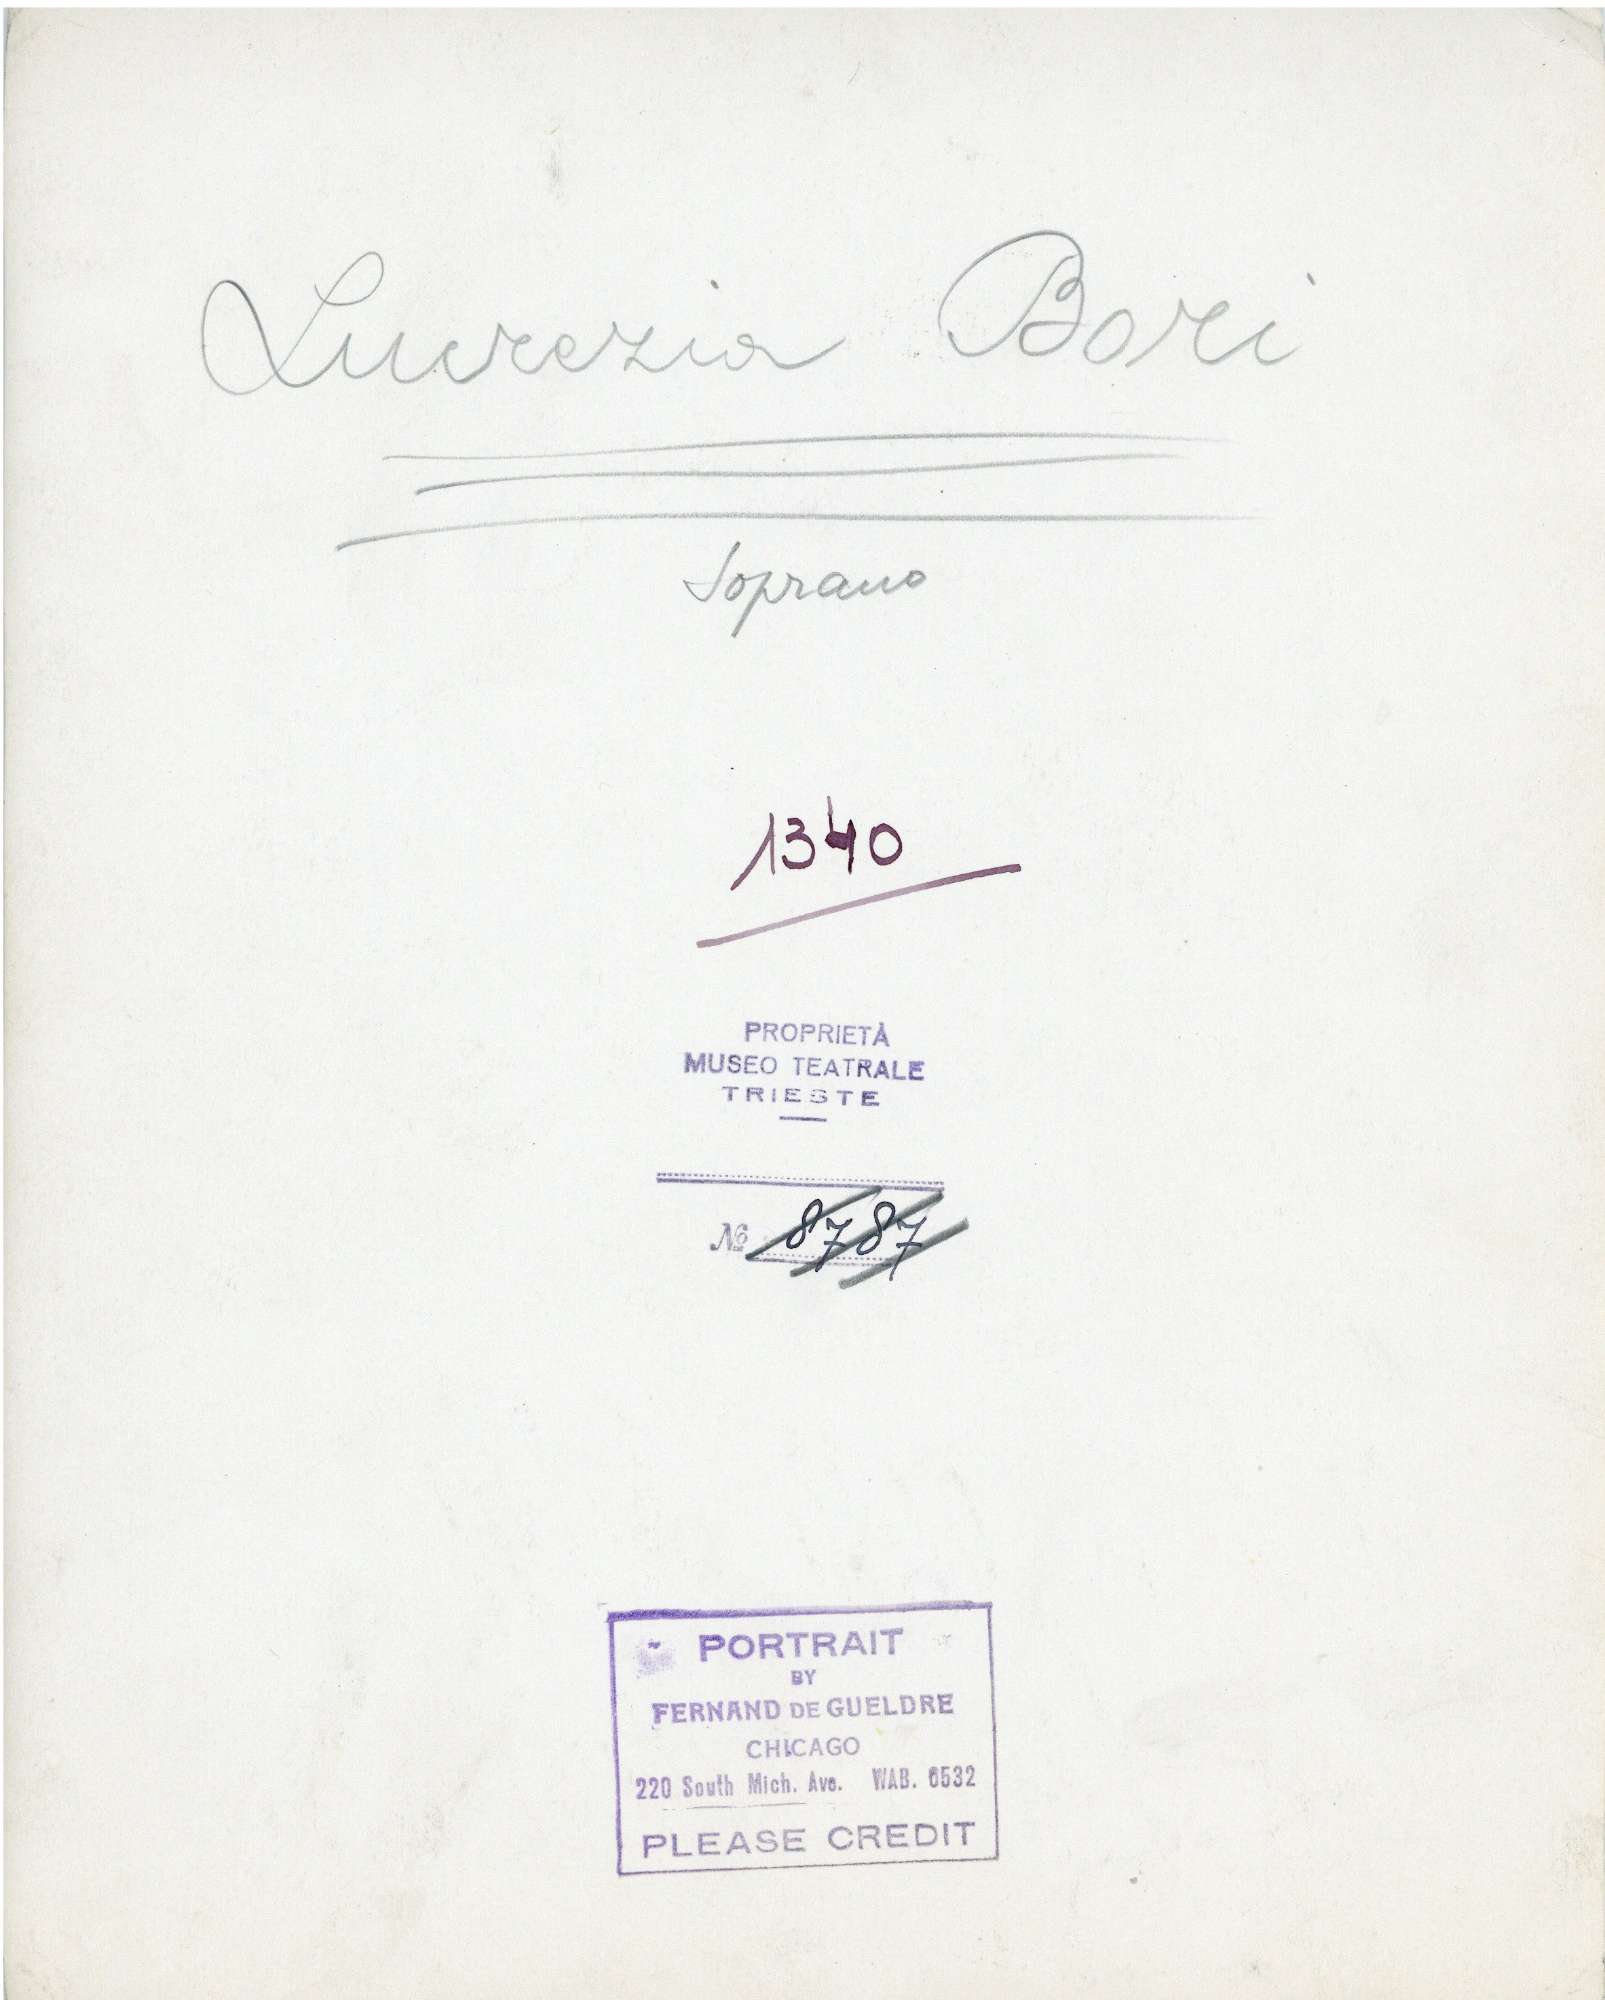 Lucrezia Bori
Soprano
1340
PROPRIETÀ
MUSEO TEATRALE
TRIESTE
№ 8787
PORTRAIT
BY
FERNAND DE GUELDRE
CHICAGO
220 South Mich. Ave. WAB. 6532
PLEASE CREDIT